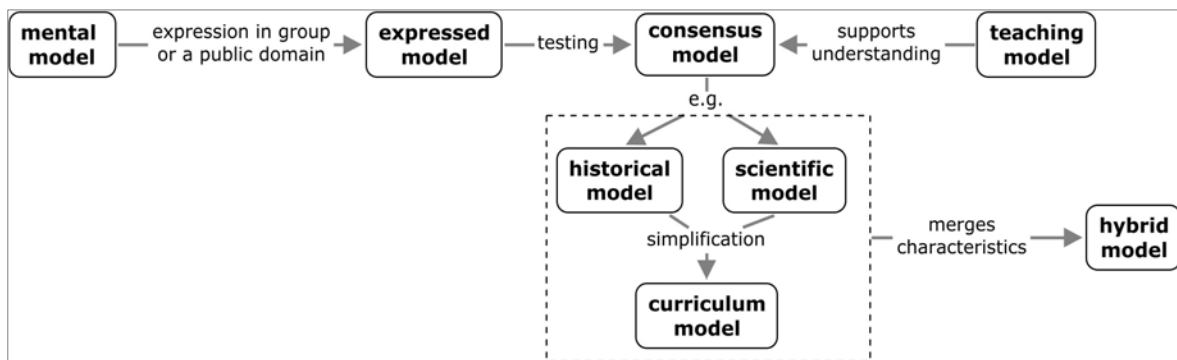 mental
model
expression in group
or a public domain
expressed
model
testing
consensus
model
supports
understanding
teaching
model
e.g.
historical
model
scientific
model
simplification
curriculum
model
merges
characteristics
hybrid
model